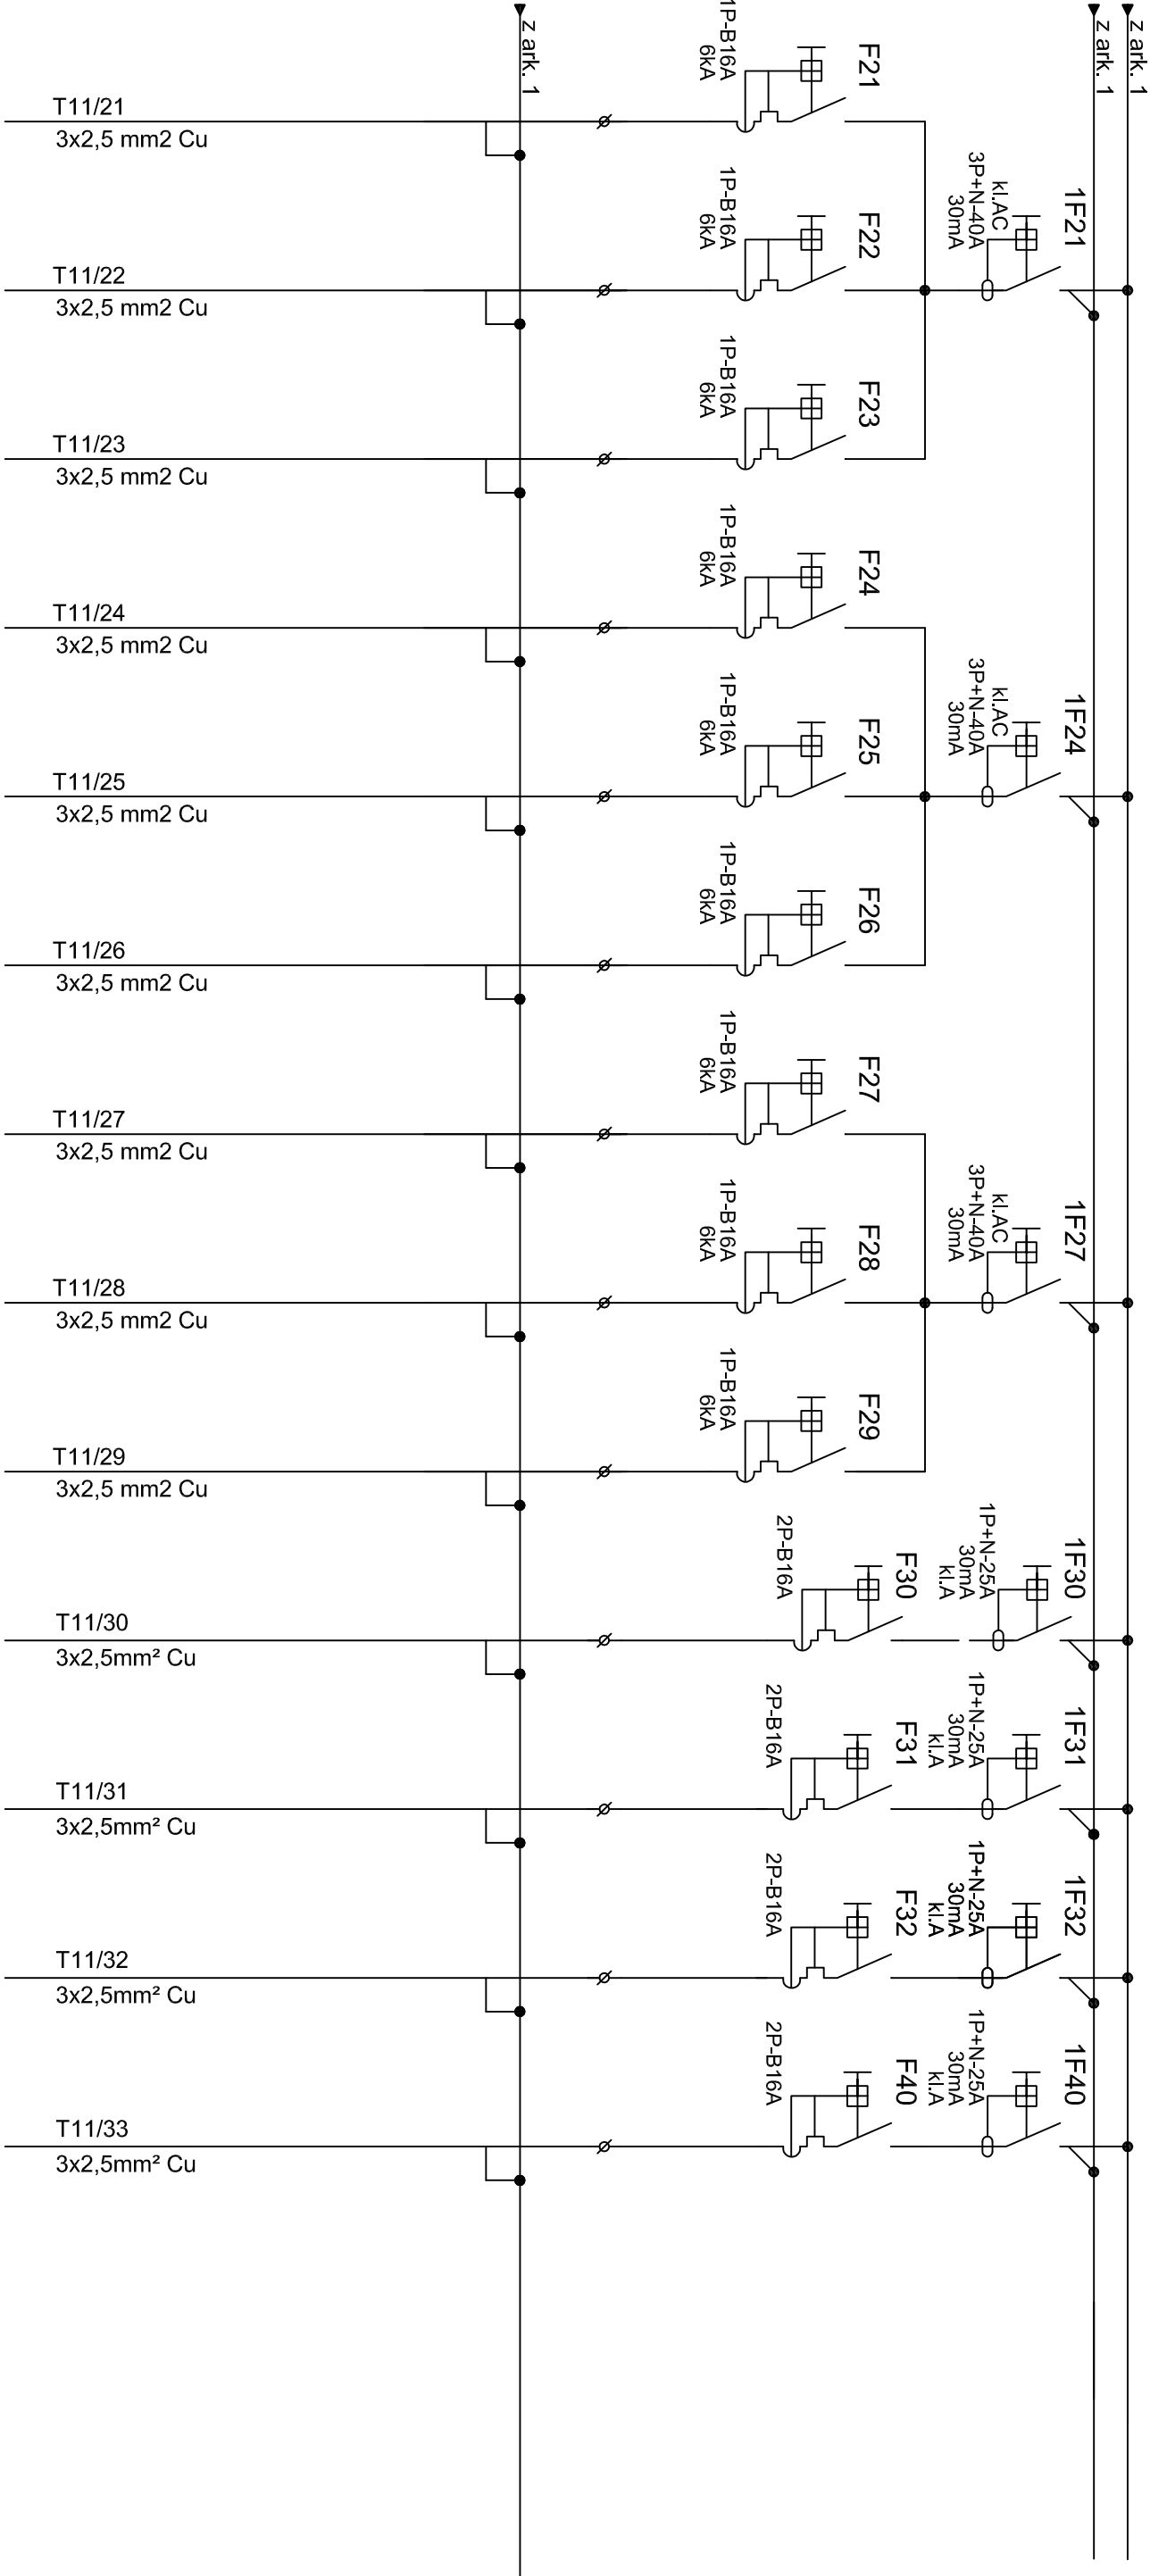 z ark. 1
z ark. 1
z ark. 1
1F21
kl.AC
3P+N-40A
30mA
F21
1P-B16A
6kA
T11/21
3x2,5 mm2 Cu
F22
1P-B16A
6kA
T11/22
3x2,5 mm2 Cu
F23
1P-B16A
6kA
T11/23
3x2,5 mm2 Cu
1F24
kl.AC
3P+N-40A
30mA
F24
1P-B16A
6kA
T11/24
3x2,5 mm2 Cu
F25
1P-B16A
6kA
T11/25
3x2,5 mm2 Cu
F26
1P-B16A
6kA
T11/26
3x2,5 mm2 Cu
1F27
kl.AC
3P+N-40A
30mA
F27
1P-B16A
6kA
T11/27
3x2,5 mm2 Cu
F28
1P-B16A
6kA
T11/28
3x2,5 mm2 Cu
F29
1P-B16A
6kA
T11/29
3x2,5 mm2 Cu
1F30
1P+N-25A
30mA
kl.A
F30
2P-B16A
T11/30
3x2,5mm² Cu
1F31
1P+N-25A
30mA
kl.A
F31
2P-B16A
T11/31
3x2,5mm² Cu
1F32
1P+N-25A
30mA
kl.A
F32
2P-B16A
T11/32
3x2,5mm² Cu
1F40
1P+N-25A
30mA
kl.A
F40
2P-B16A
T11/33
3x2,5mm² Cu